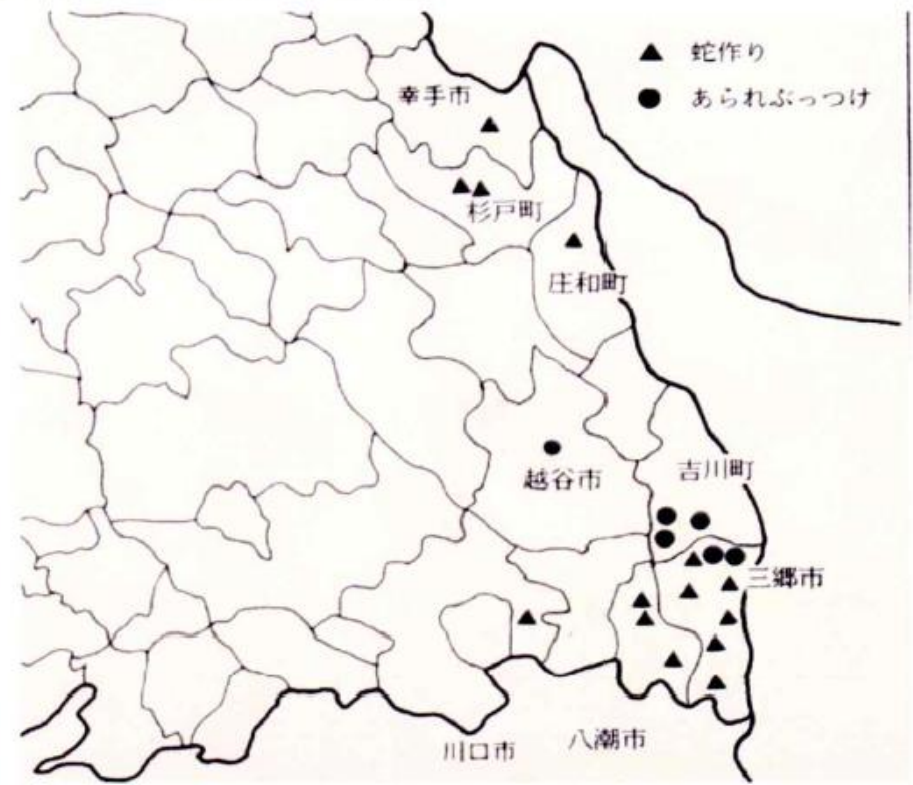 ▲ 蛇作り
● あられぶっつけ
幸手市
杉戸町
庄和町
越谷市
吉川町
三郷市
川口市
八潮市